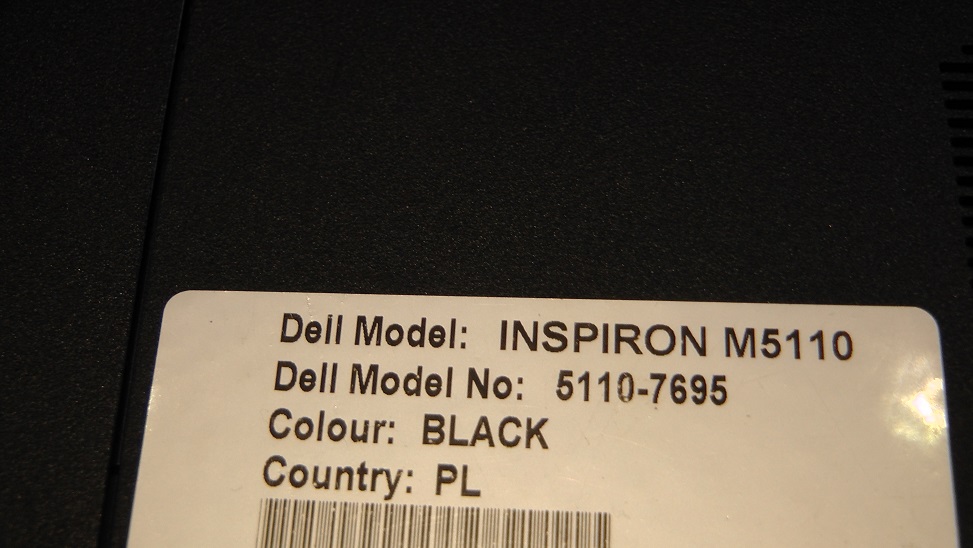 Dell Model: INSPIRON M5110
Dell Model No: 5110-7695
Colour: BLACK
Country: PL